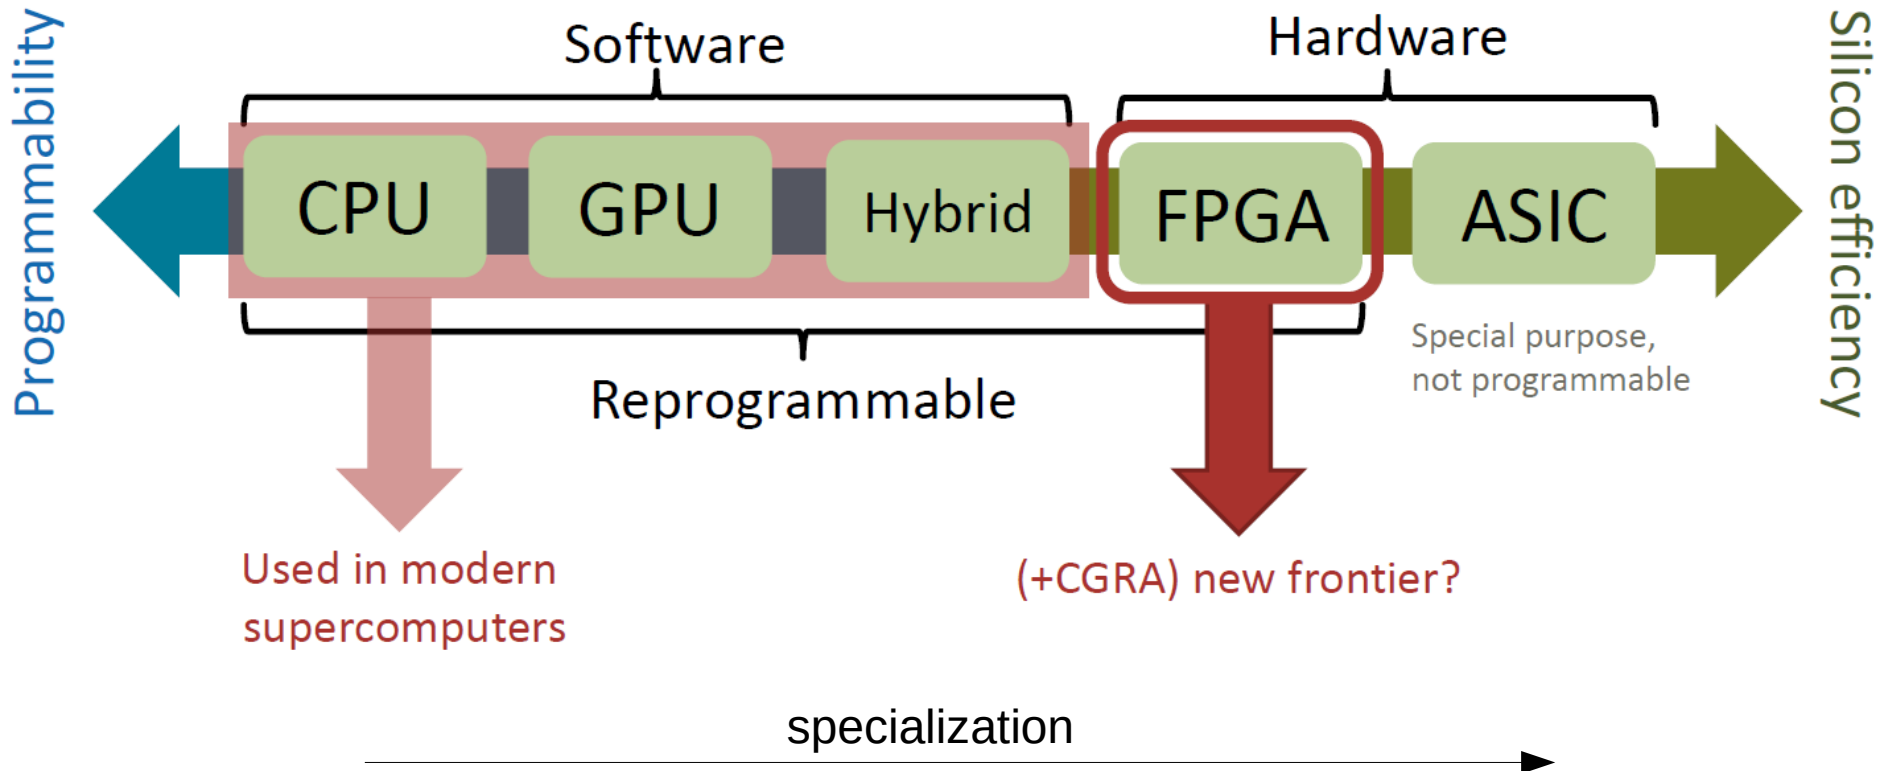 Programmability
Software
Hardware
Silicon efficiency
CPU
GPU
Hybrid
FPGA
ASIC
Special purpose,
not programmable
Reprogrammable
Used in modern
supercomputers
(+CGRA) new frontier?
specialization